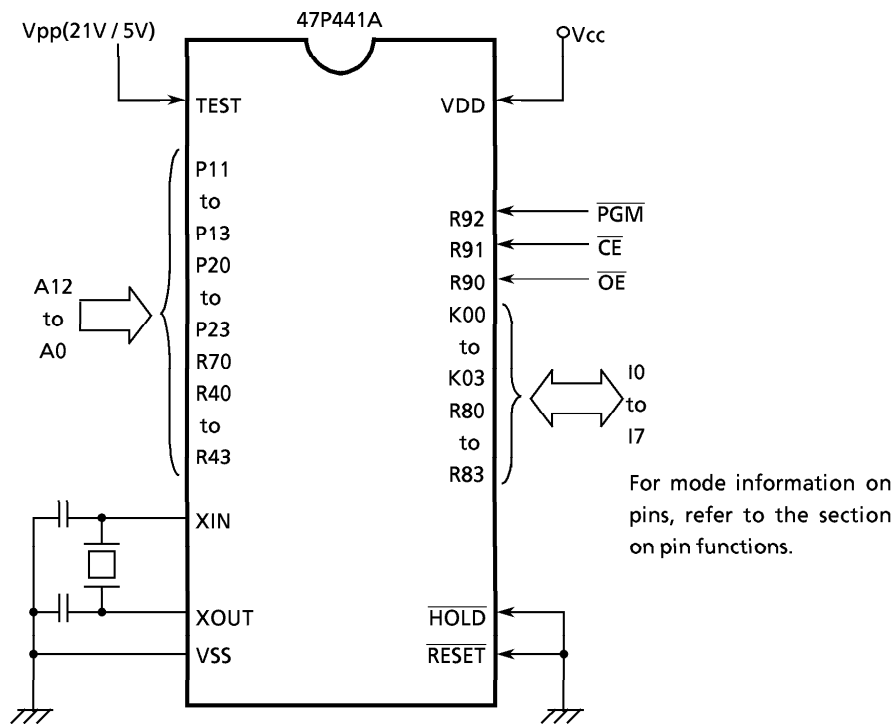 47P441A
Vpp(21V / 5V)
Vcc
TEST
VDD
P11
to
P13
P20
to
P23
R70
R40
to
R43
A12
to
A0
R92
R91
R90
K00
to
K03
R80
to
R83
PGM
CE
OE
I0
to
I7
For mode information on
pins, refer to the section
on pin functions.
XIN
XOUT
VSS
HOLD
RESET